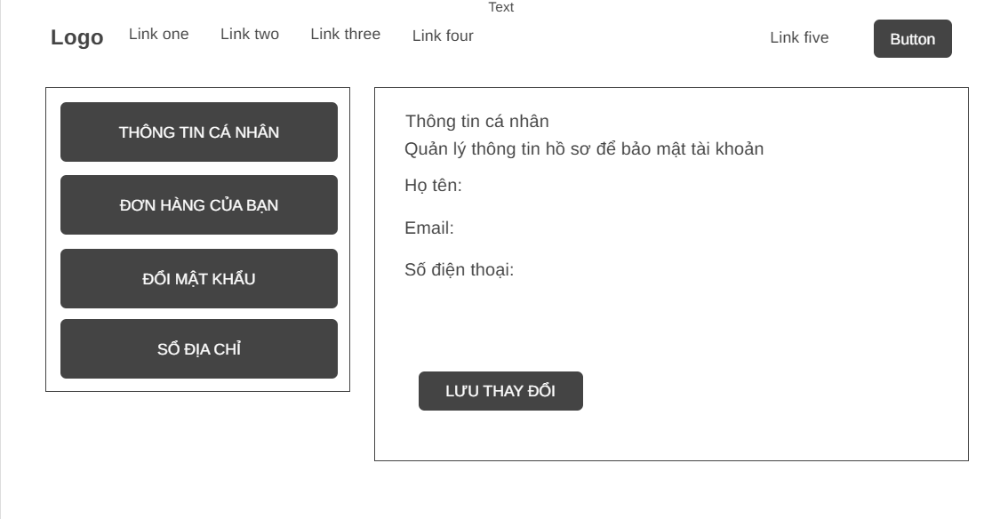 Text
Logo Link one Link two Link three Link four Link five Button
THÔNG TIN CÁ NHÂN
ĐƠN HÀNG CỦA BẠN
ĐỔI MẬT KHẨU
SỔ ĐỊA CHỈ
Thông tin cá nhân
Quản lý thông tin hồ sơ để bảo mật tài khoản
Họ tên:
Email:
Số điện thoại:
LƯU THAY ĐỔI